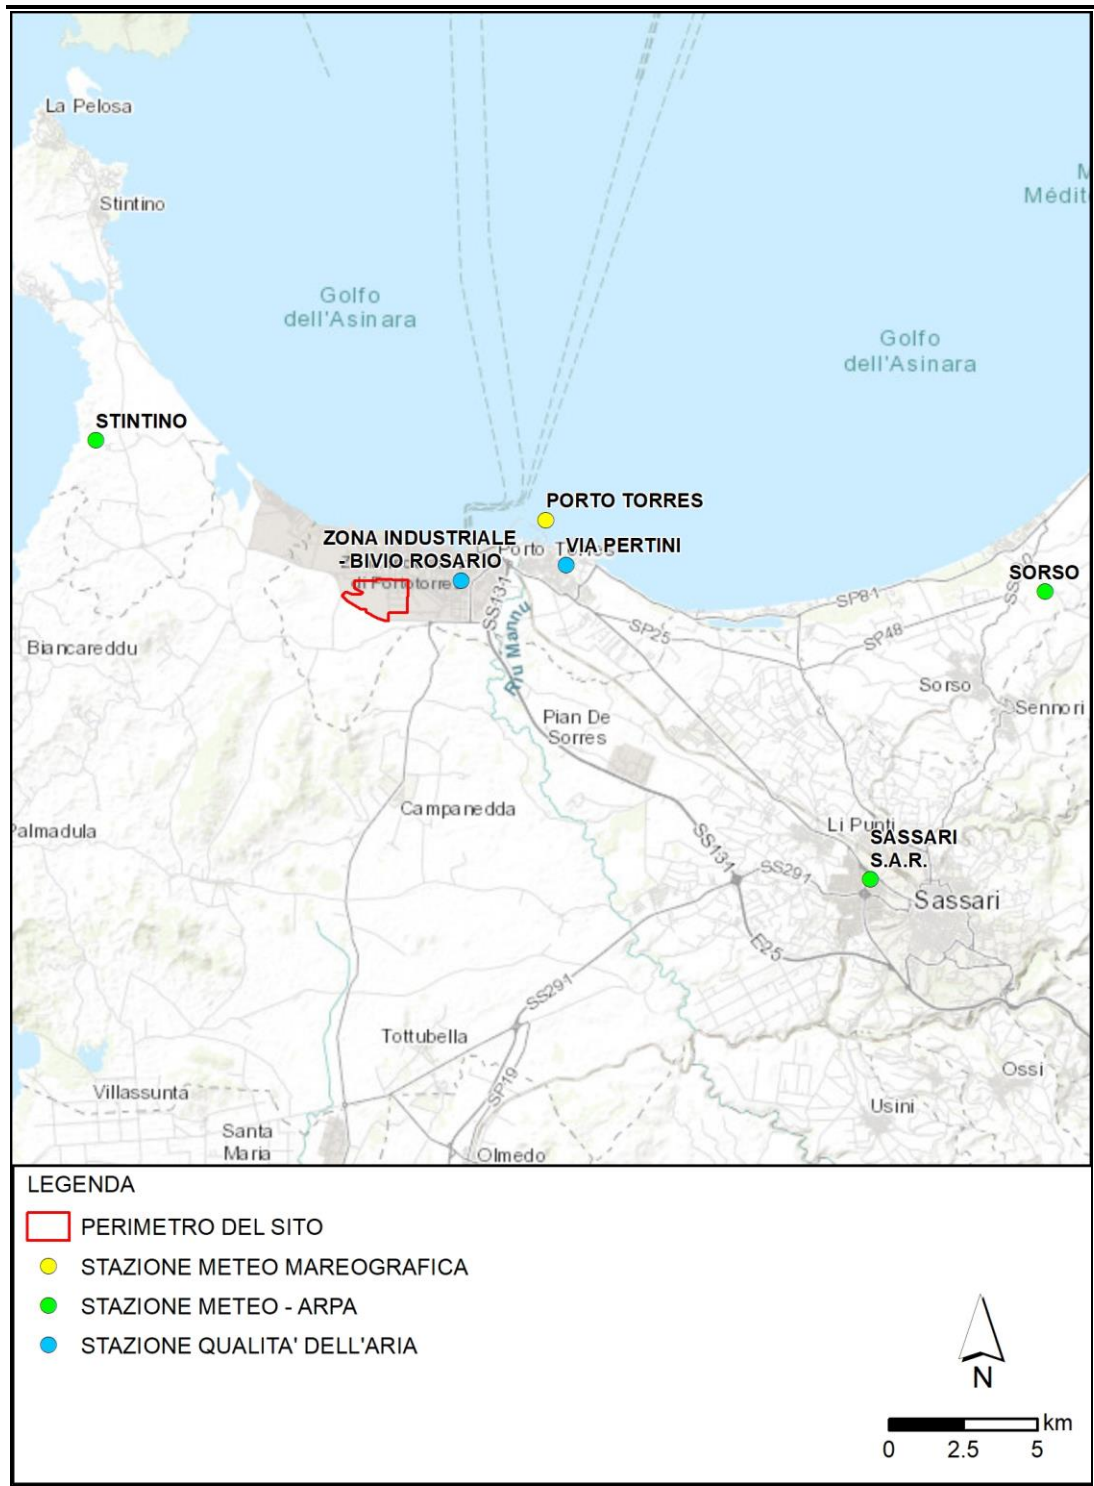 La Pelosa
Stintino
Médit
Golfo
dell'Asinara
Golfo
dell'Asinara
STINTINO
PORTO TORRES
ZONA INDUSTRIALE
- BIVIO ROSARIO
Porto
VIA PERTINI
di Portotorre
SORSO
SS131
Riu Mannu
SP81
SP25
SP48
Biancareddu
Sorso
Sennori
Pian De
Sorres
Campanedda
Palmadula
Li Punti
SASSARI
S.A.R.
SS131
SS291
Sassari
E25
SS291
Tottubella
SP19
Ossi
Villassunta
Usini
Santa
Maria
Olmedo
LEGENDA
PERIMETRO DEL SITO
STAZIONE METEO MAREOGRAFICA
STAZIONE METEO - ARPA
STAZIONE QUALITA' DELL'ARIA
N
km
0 2.5 5